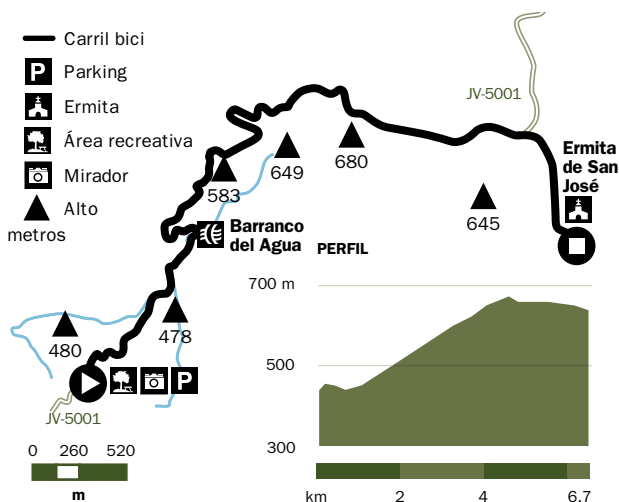 Carril bici
P Parking
Ermita
Área recreativa
Mirador
Alto
metros
JV-5001
583
649
680
645
Ermita
de San
José
Barranco
del Agua
480
478
P
JV-5001
0 260 520
m
PERFIL
700 m
500
300
km 2 4 6.7